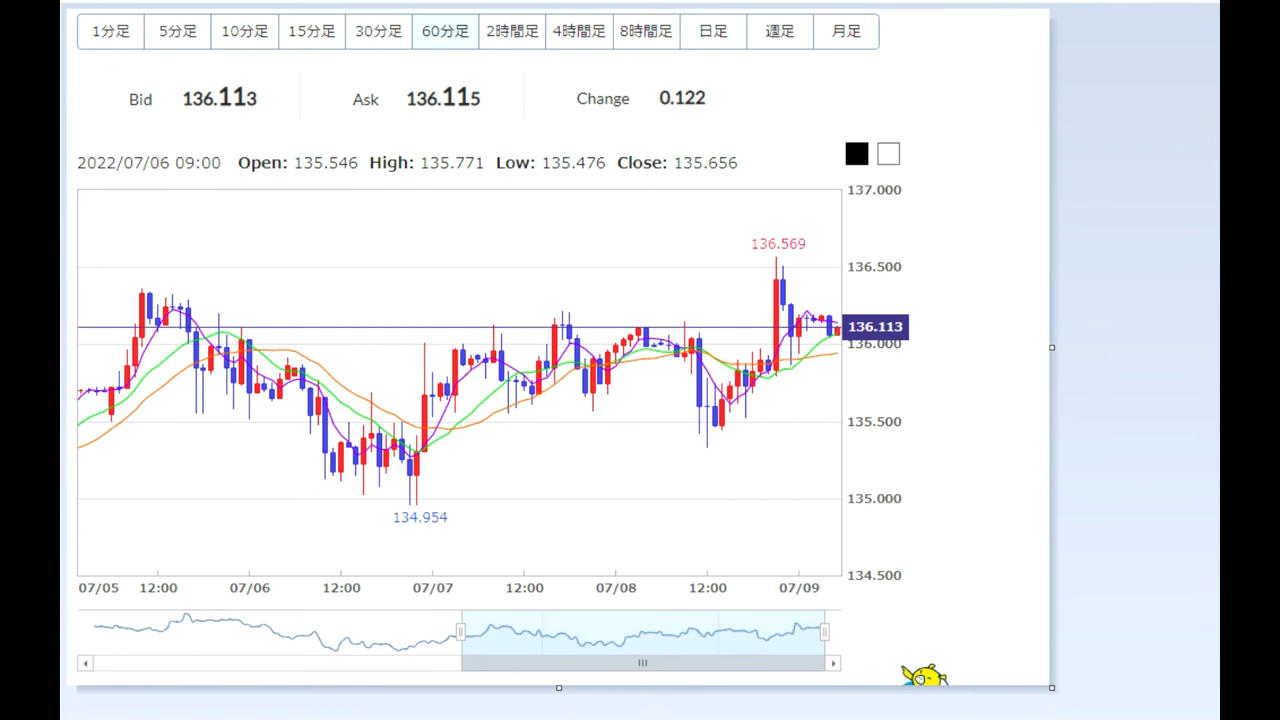 1分足 5分足 10分足 15分足 30分足 60分足 2時間足 4時間足 8時間足 日足 週足 月足
Bid 136.113 Ask 136.115 Change 0.122
2022/07/06 09:00 Open: 135.546 High: 135.771 Low: 135.476 Close: 135.656
137.000
136.569
136.500
136.113
136.000
135.500
135.000
134.954
134.500
07/05 12:00 07/06 12:00 07/07 12:00 07/08 12:00 07/09